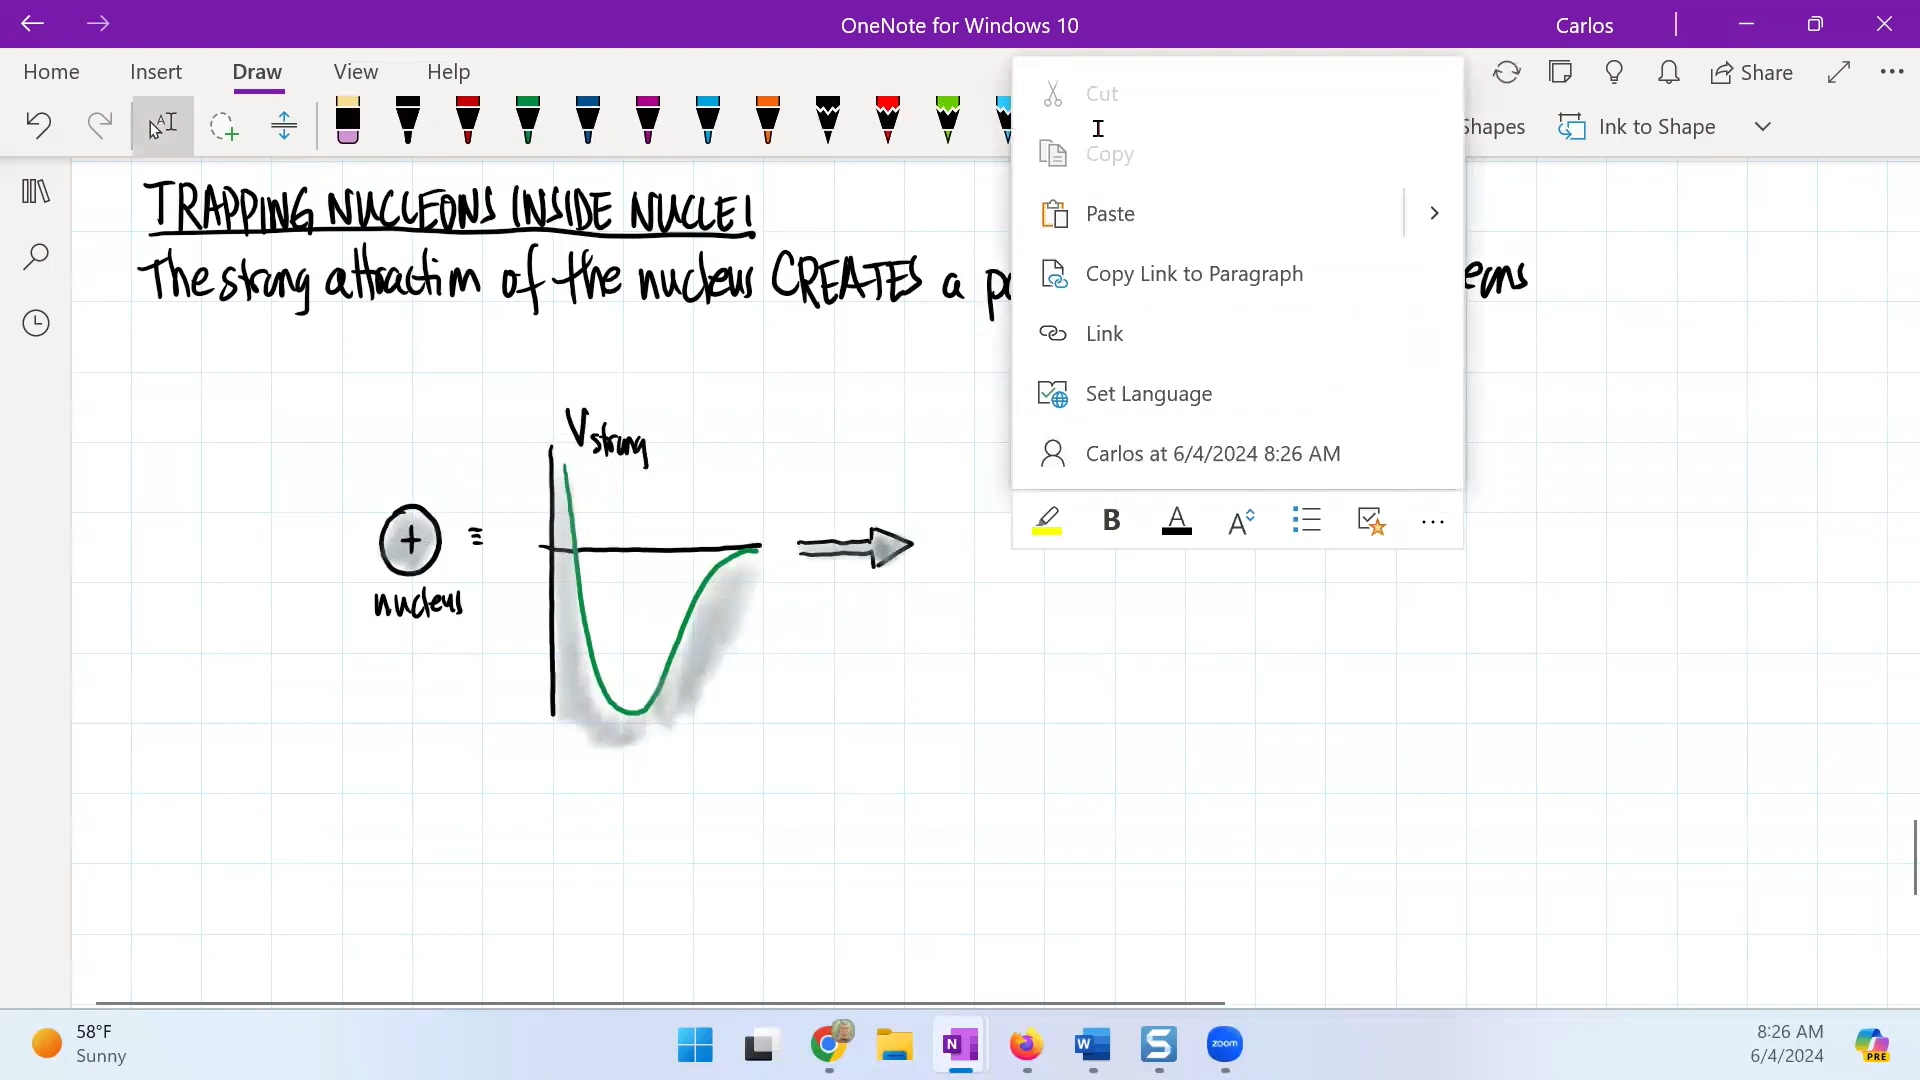 OneNote for Windows 10
Carlos
Home Insert Draw View Help
Share
Shapes
Ink to Shape
Cut
Copy
Paste
Copy Link to Paragraph
Link
Set Language
Carlos at 6/4/2024 8:26 AM
B A A
TRAPPING NUCLEONS INSIDE NUCLEI
The strong attraction of the nucleus CREATES a
Vstrong
+ ≡
nucleus
58°F
Sunny
N W S zoom
8:26 AM
6/4/2024
PRE